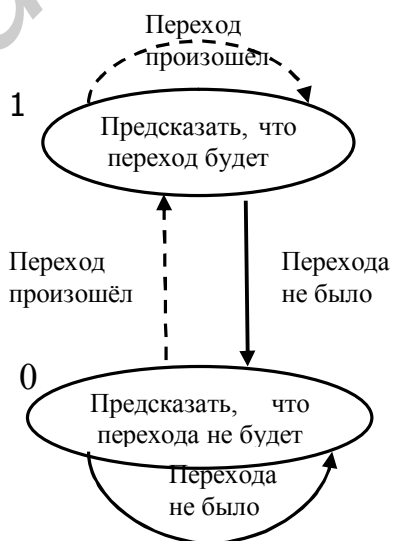 Переход
произошёл
1
Предсказать, что
переход будет
Переход
произошёл
Перехода
не было
0
Предсказать, что
перехода не будет
Перехода
не было